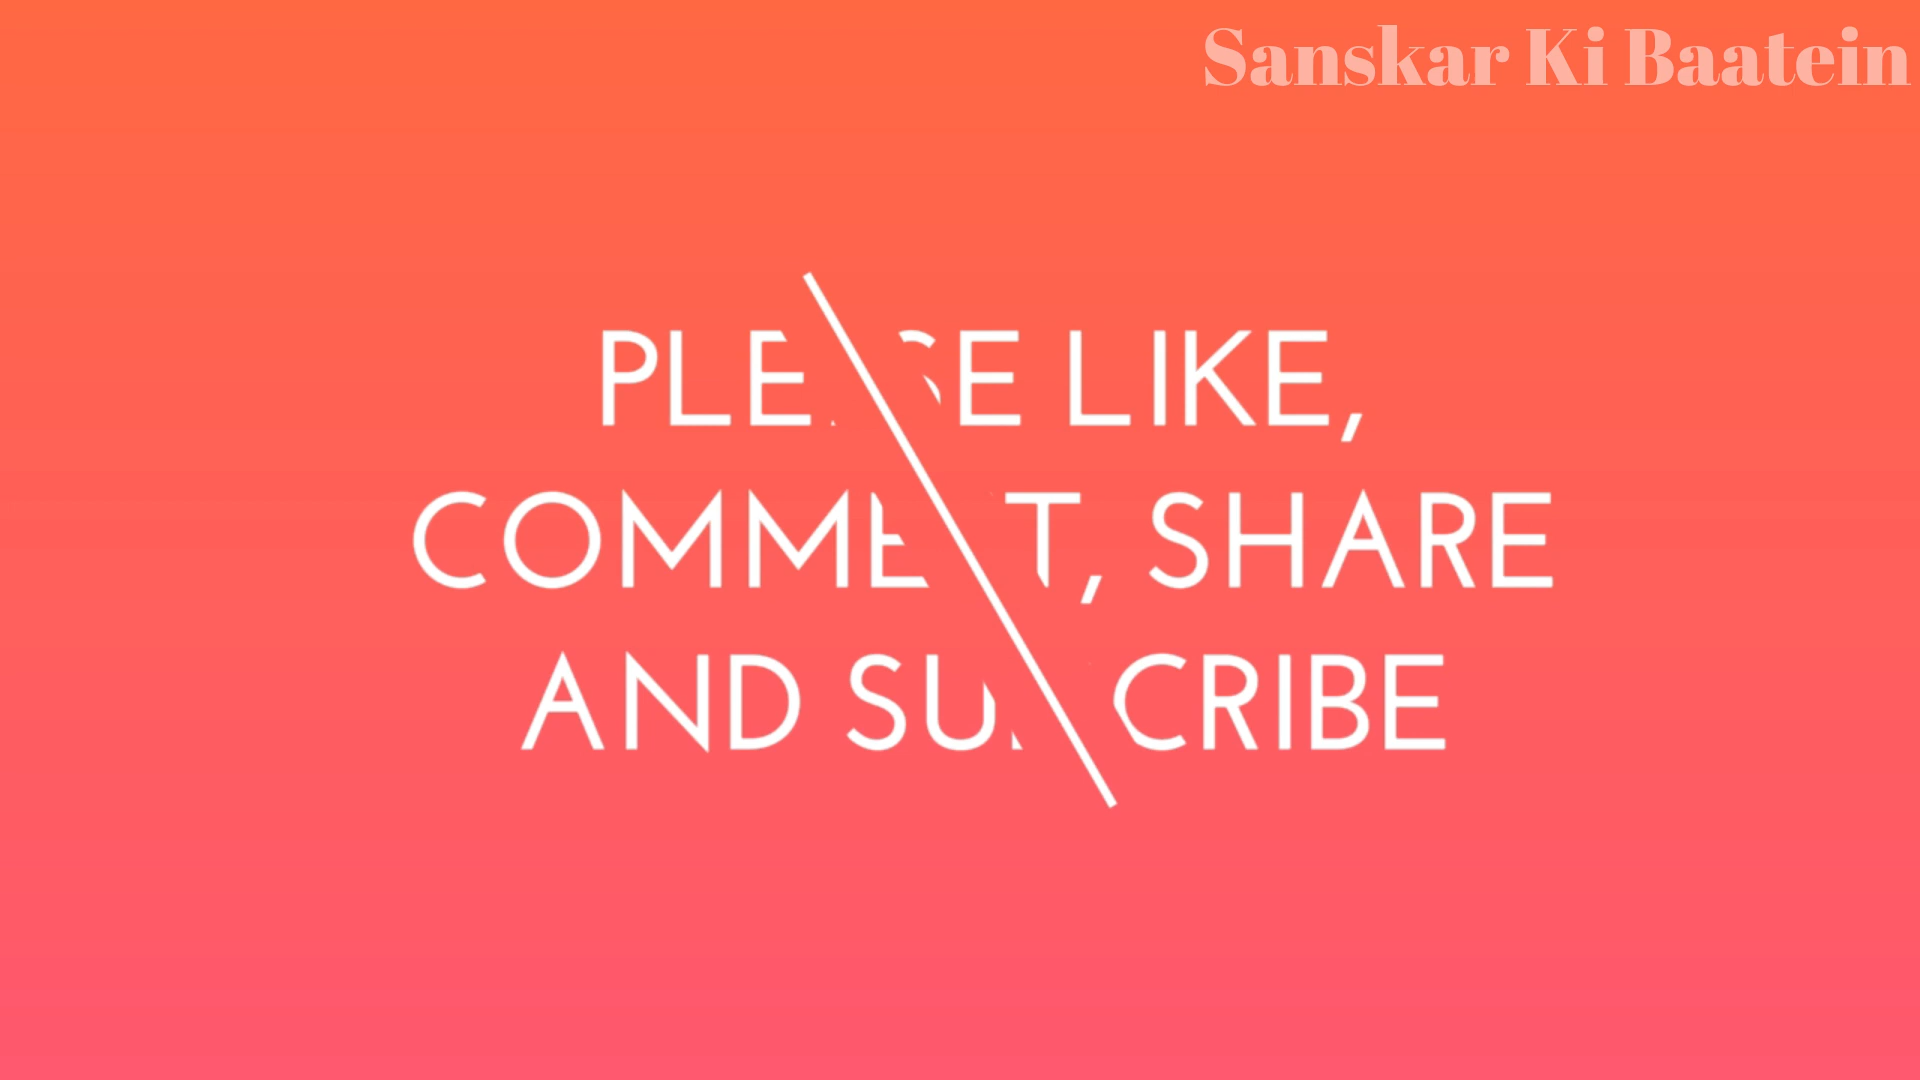 Sanskar Ki Baatein
PLEASE LIKE,
COMMENT, SHARE
AND SUBSCRIBE